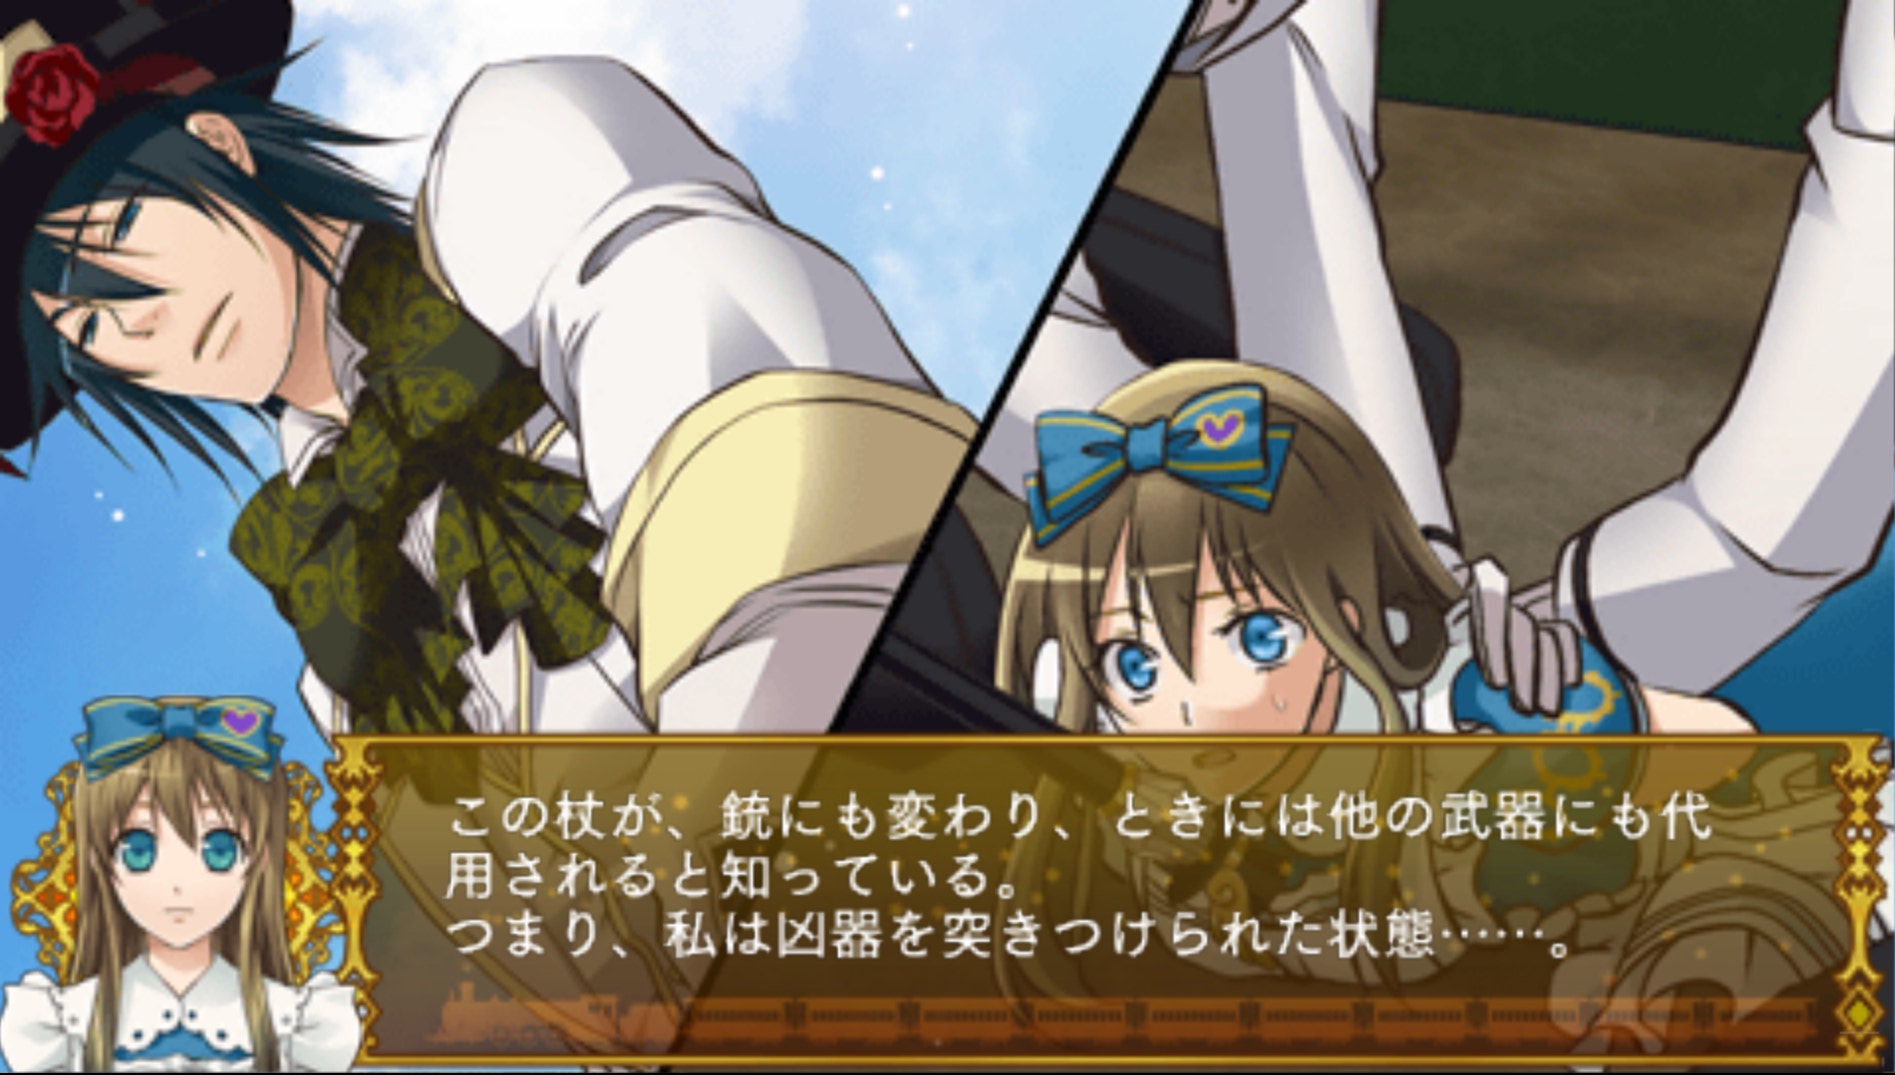 この杖が、銃にも変わり、ときには他の武器にも代
用されると知っている。
つまり、私は凶器を突きつけられた状態……。